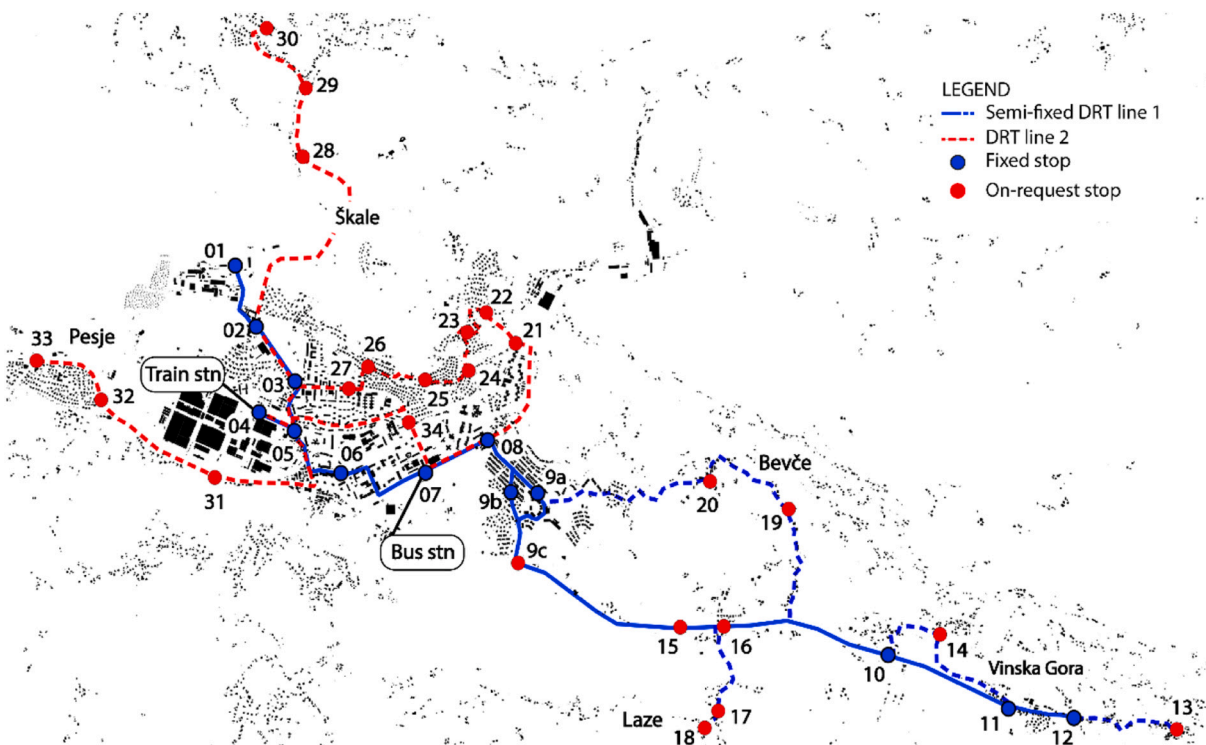 30
29
LEGEND
Semi-fixed DRT line 1
DRT line 2
28
Fixed stop
On-request stop
Škale
01
22
02
23
21
33
Pesje
26
Train stn
03
27
24
25
32
04
34
05
06
08
Bevče
9a
07
20
9b
31
19
Bus stn
9c
15
16
14
10
Vinska Gora
17
13
Laze
11
12
18